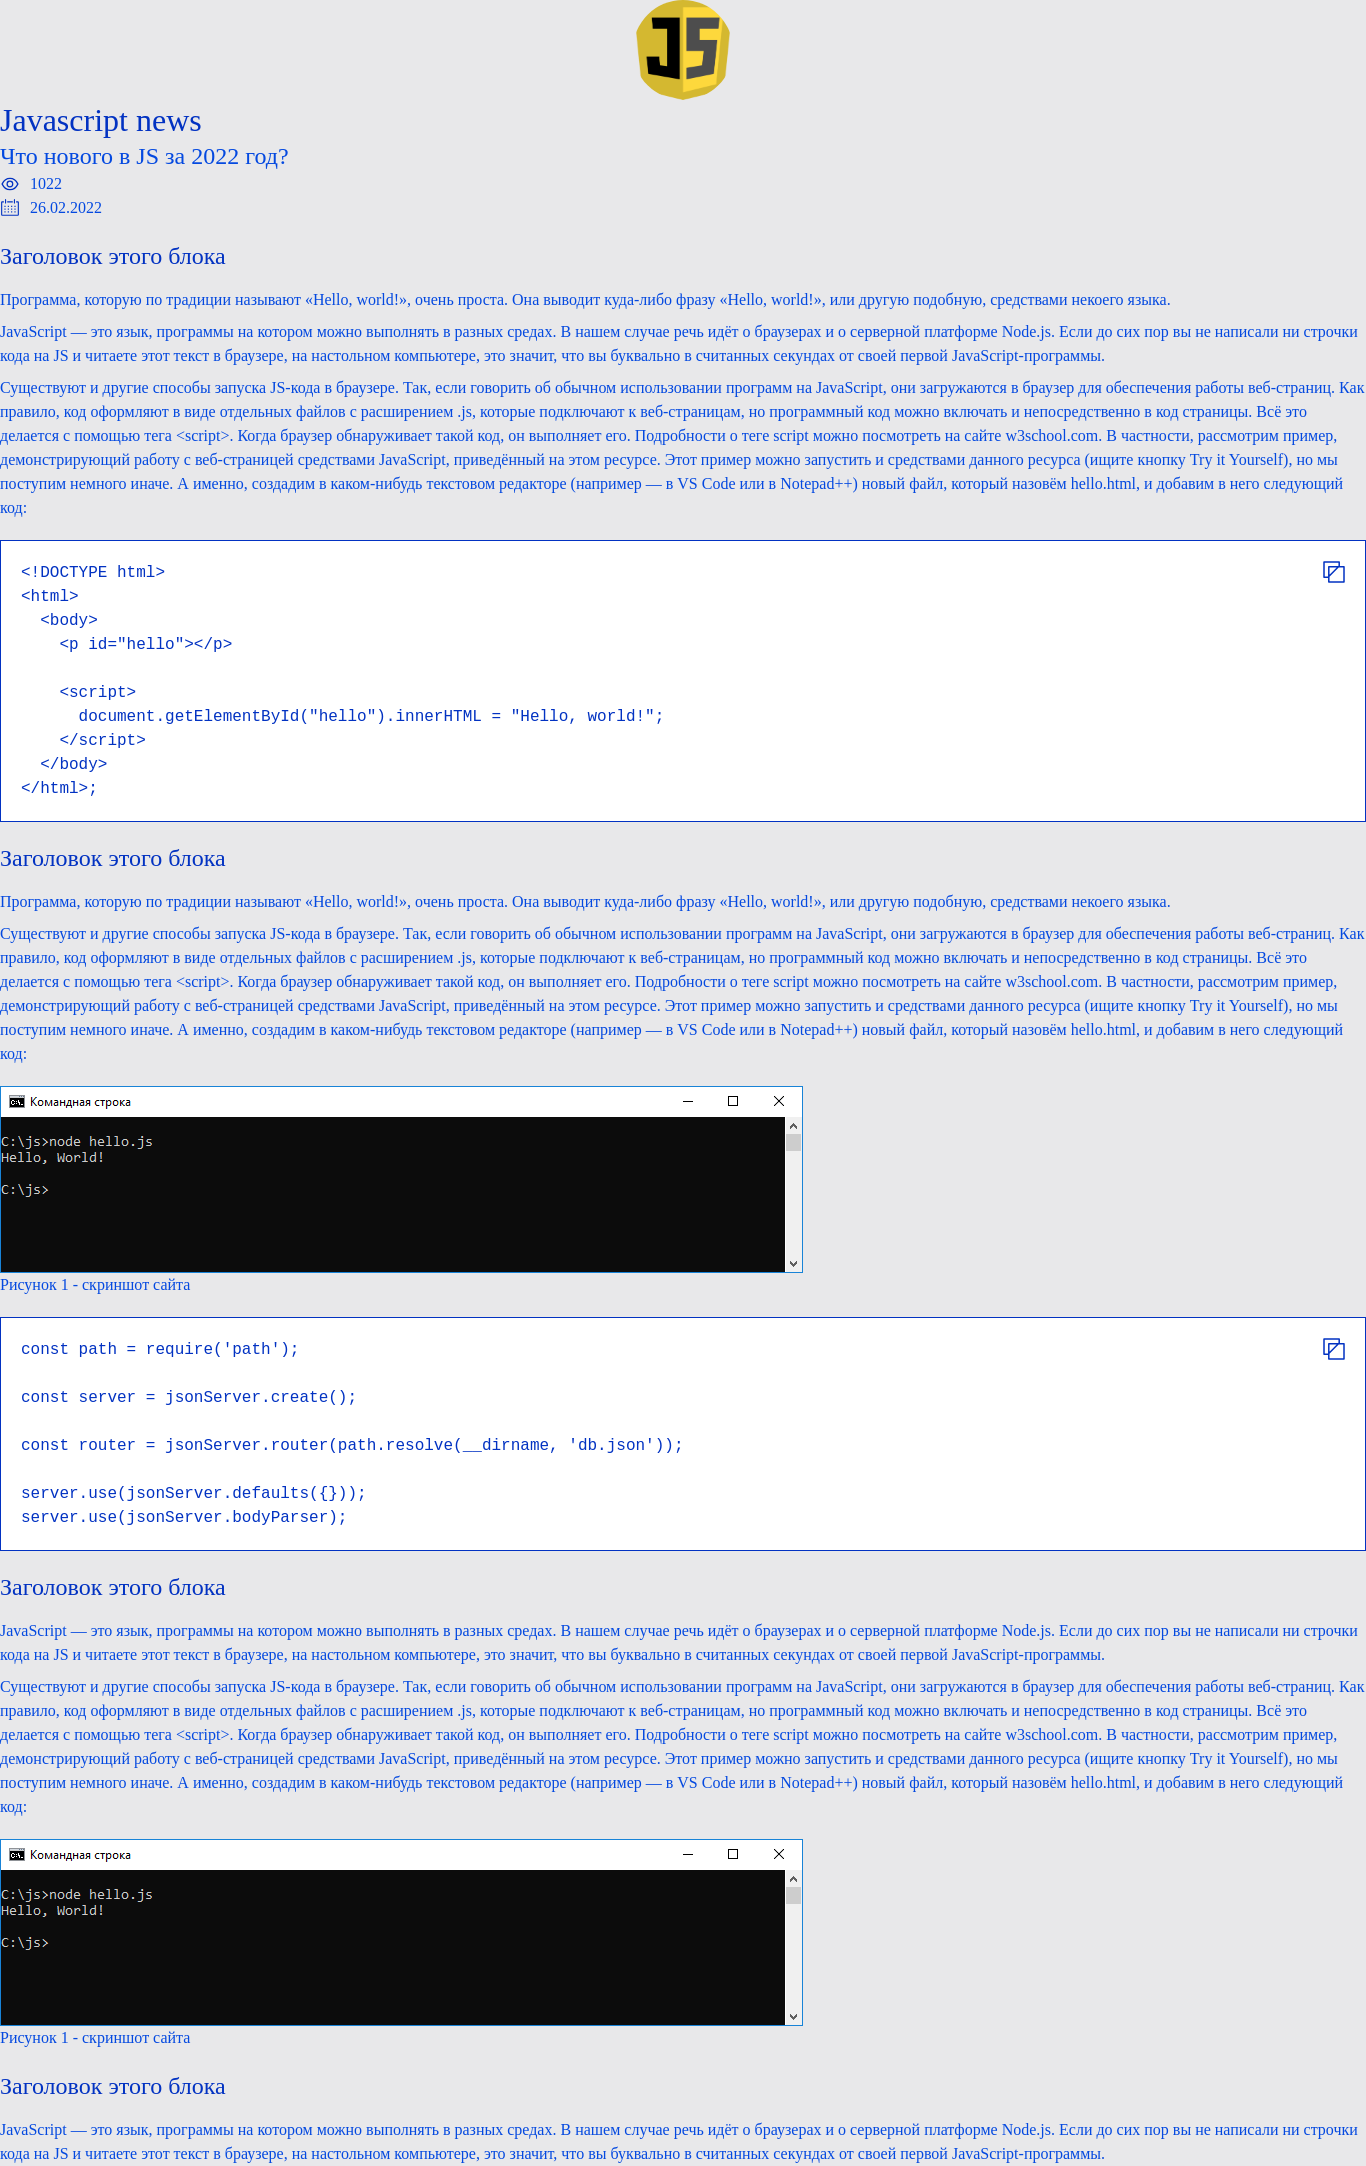 JS
Javascript news
Что нового в JS за 2022 год?
1022
26.02.2022
Заголовок этого блока
Программа, которую по традиции называют «Hello, world!», очень проста. Она выводит куда-либо фразу «Hello, world!», или другую подобную, средствами некоего языка.
JavaScript — это язык, программы на котором можно выполнять в разных средах. В нашем случае речь идёт о браузерах и о серверной платформе Node.js. Если до сих пор вы не написали ни строчки
кода на JS и читаете этот текст в браузере, на настольном компьютере, это значит, что вы буквально в считанных секундах от своей первой JavaScript-программы.
Существуют и другие способы запуска JS-кода в браузере. Так, если говорить об обычном использовании программ на JavaScript, они загружаются в браузер для обеспечения работы веб-страниц. Как
правило, код оформляют в виде отдельных файлов с расширением .js, которые подключают к веб-страницам, но программный код можно включать и непосредственно в код страницы. Всё это
делается с помощью тега <script>. Когда браузер обнаруживает такой код, он выполняет его. Подробности о теге script можно посмотреть на сайте w3school.com. В частности, рассмотрим пример,
демонстрирующий работу с веб-страницей средствами JavaScript, приведённый на этом ресурсе. Этот пример можно запустить и средствами данного ресурса (ищите кнопку Try it Yourself), но мы
поступим немного иначе. А именно, создадим в каком-нибудь текстовом редакторе (например — в VS Code или в Notepad++) новый файл, который назовём hello.html, и добавим в него следующий
код:
<!DOCTYPE html>
<html>
  <body>
    <p id="hello"></p>

    <script>
      document.getElementById("hello").innerHTML = "Hello, world!";
    </script>
  </body>
</html>;
Заголовок этого блока
Программа, которую по традиции называют «Hello, world!», очень проста. Она выводит куда-либо фразу «Hello, world!», или другую подобную, средствами некоего языка.
Существуют и другие способы запуска JS-кода в браузере. Так, если говорить об обычном использовании программ на JavaScript, они загружаются в браузер для обеспечения работы веб-страниц. Как
правило, код оформляют в виде отдельных файлов с расширением .js, которые подключают к веб-страницам, но программный код можно включать и непосредственно в код страницы. Всё это
делается с помощью тега <script>. Когда браузер обнаруживает такой код, он выполняет его. Подробности о теге script можно посмотреть на сайте w3school.com. В частности, рассмотрим пример,
демонстрирующий работу с веб-страницей средствами JavaScript, приведённый на этом ресурсе. Этот пример можно запустить и средствами данного ресурса (ищите кнопку Try it Yourself), но мы
поступим немного иначе. А именно, создадим в каком-нибудь текстовом редакторе (например — в VS Code или в Notepad++) новый файл, который назовём hello.html, и добавим в него следующий
код:
Командная строка
C:\js>node hello.js
Hello, World!
C:\js>
Рисунок 1 - скриншот сайта
const path = require('path');

const server = jsonServer.create();

const router = jsonServer.router(path.resolve(__dirname, 'db.json'));

server.use(jsonServer.defaults({}));
server.use(jsonServer.bodyParser);
Заголовок этого блока
JavaScript — это язык, программы на котором можно выполнять в разных средах. В нашем случае речь идёт о браузерах и о серверной платформе Node.js. Если до сих пор вы не написали ни строчки
кода на JS и читаете этот текст в браузере, на настольном компьютере, это значит, что вы буквально в считанных секундах от своей первой JavaScript-программы.
Существуют и другие способы запуска JS-кода в браузере. Так, если говорить об обычном использовании программ на JavaScript, они загружаются в браузер для обеспечения работы веб-страниц. Как
правило, код оформляют в виде отдельных файлов с расширением .js, которые подключают к веб-страницам, но программный код можно включать и непосредственно в код страницы. Всё это
делается с помощью тега <script>. Когда браузер обнаруживает такой код, он выполняет его. Подробности о теге script можно посмотреть на сайте w3school.com. В частности, рассмотрим пример,
демонстрирующий работу с веб-страницей средствами JavaScript, приведённый на этом ресурсе. Этот пример можно запустить и средствами данного ресурса (ищите кнопку Try it Yourself), но мы
поступим немного иначе. А именно, создадим в каком-нибудь текстовом редакторе (например — в VS Code или в Notepad++) новый файл, который назовём hello.html, и добавим в него следующий
код:
Командная строка
C:\js>node hello.js
Hello, World!
C:\js>
Рисунок 1 - скриншот сайта
Заголовок этого блока
JavaScript — это язык, программы на котором можно выполнять в разных средах. В нашем случае речь идёт о браузерах и о серверной платформе Node.js. Если до сих пор вы не написали ни строчки
кода на JS и читаете этот текст в браузере, на настольном компьютере, это значит, что вы буквально в считанных секундах от своей первой JavaScript-программы.